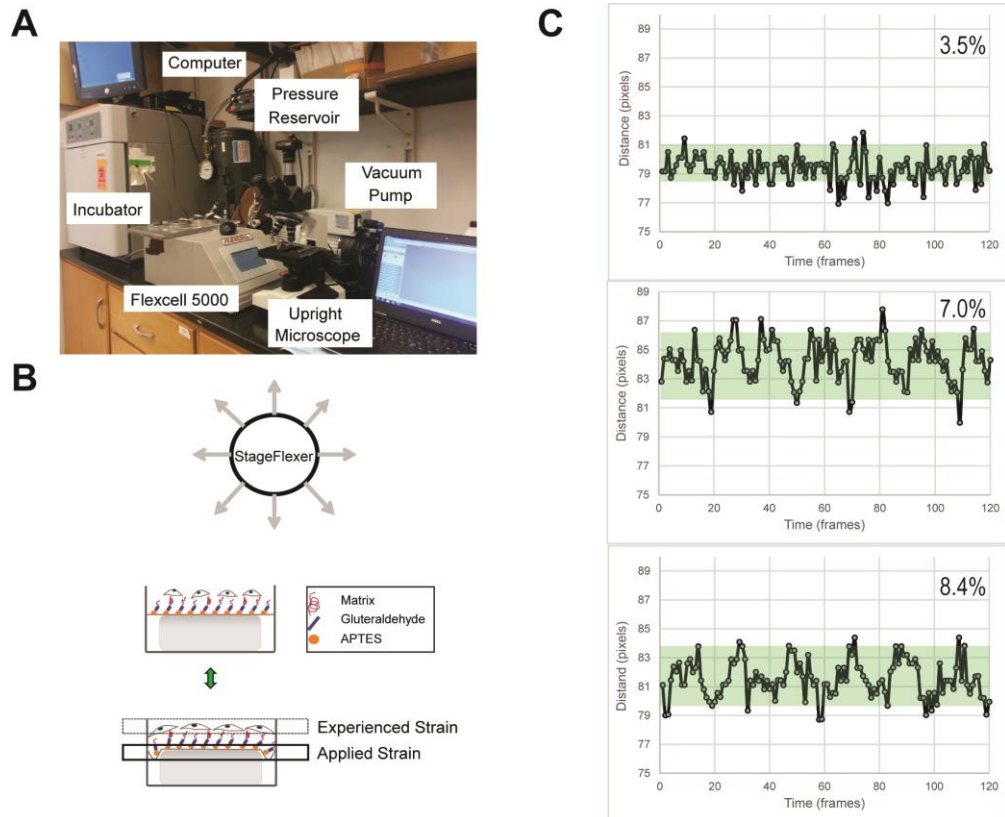 A
Computer
Pressure
Reservoir
Vacuum
Pump
Incubator
Flexcell 5000
Upright
Microscope
B
StageFlexer
Matrix
Gluteraldehyde
APTES
Experienced Strain
Applied Strain
C
3.5%
Distance (pixels)
89
87
85
83
81
79
77
75
0 20 40 60 80 100 120
Time (frames)
7.0%
Distance (pixels)
89
87
85
83
81
79
77
75
0 20 40 60 80 100 120
Time (frames)
8.4%
Distand (pixels)
89
87
85
83
81
79
77
75
0 20 40 60 80 100 120
Time (frames)